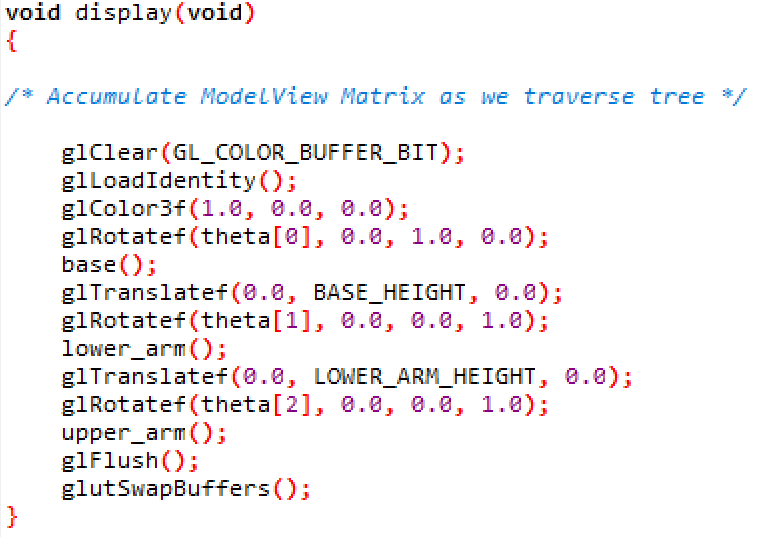 void display(void)
{
/* Accumulate ModelView Matrix as we traverse tree */
glClear(GL_COLOR_BUFFER_BIT);
glLoadIdentity();
glColor3f(1.0, 0.0, 0.0);
glRotatef(theta[0], 0.0, 1.0, 0.0);
base();
glTranslatef(0.0, BASE_HEIGHT, 0.0);
glRotatef(theta[1], 0.0, 0.0, 1.0);
lower_arm();
glTranslatef(0.0, LOWER_ARM_HEIGHT, 0.0);
glRotatef(theta[2], 0.0, 0.0, 1.0);
upper_arm();
glFlush();
glutSwapBuffers();
}